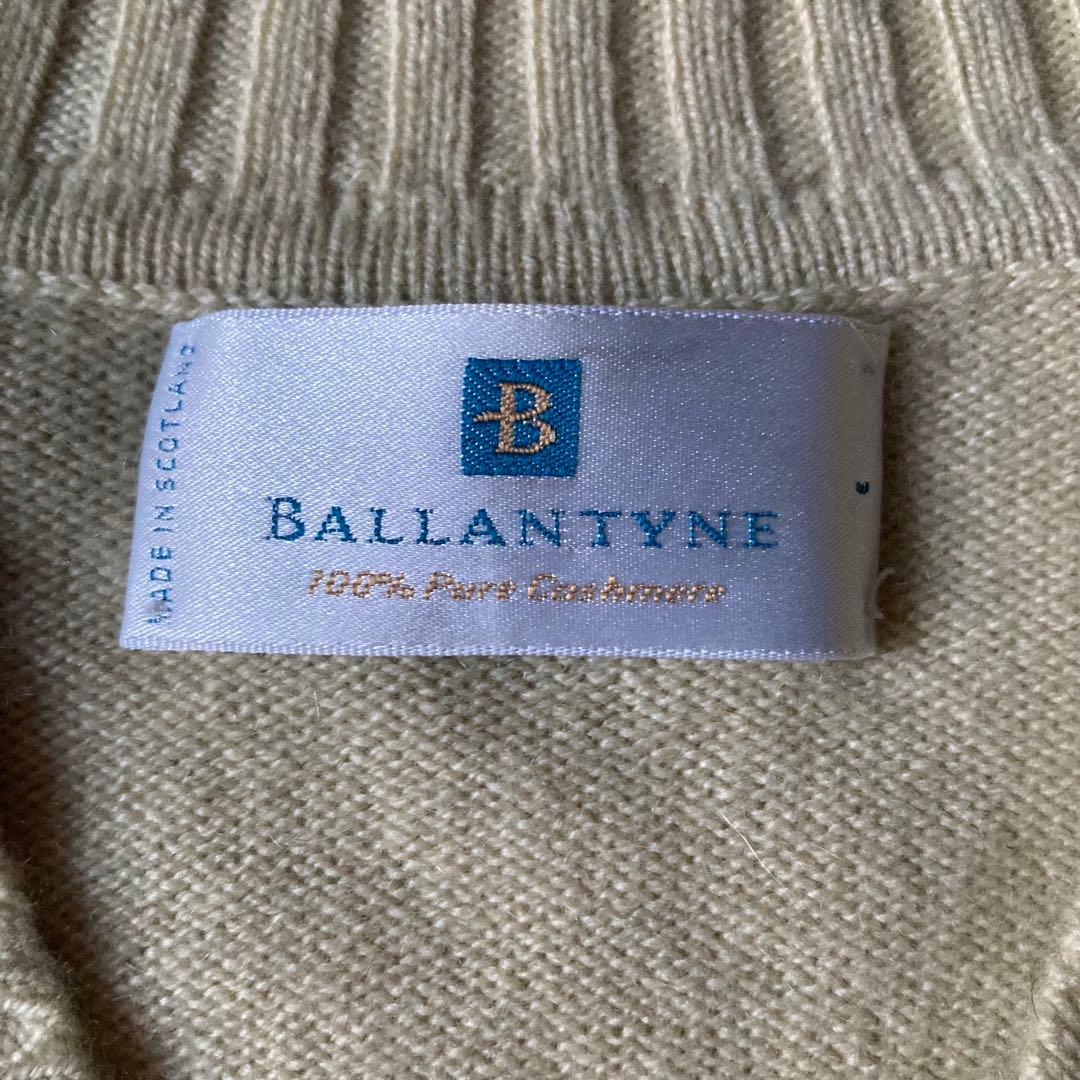 MADE IN SCOTLAND
B
BALLANTYNE
100% Pure Cashmere